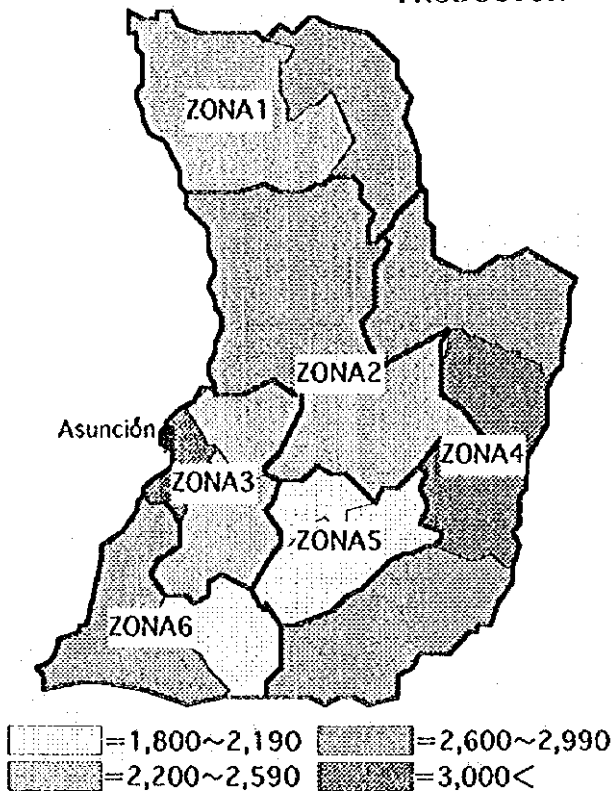 ZONA1
ZONA2
Asunción
ZONA3
ZONA4
ZONA5
ZONA6
=1,800~2,190
=2,600~2,990
=2,200~2,590
=3,000<